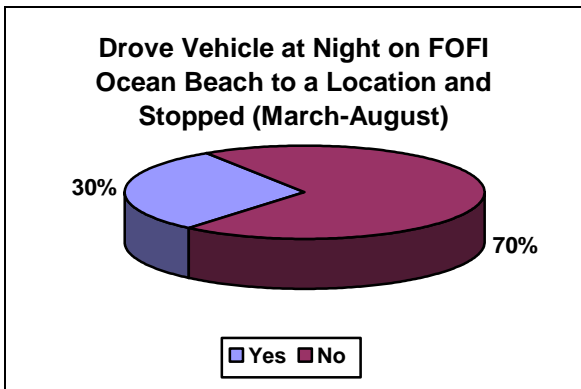 Drove Vehicle at Night on FOFI
Ocean Beach to a Location and
Stopped (March-August)
30%
70%
Yes No